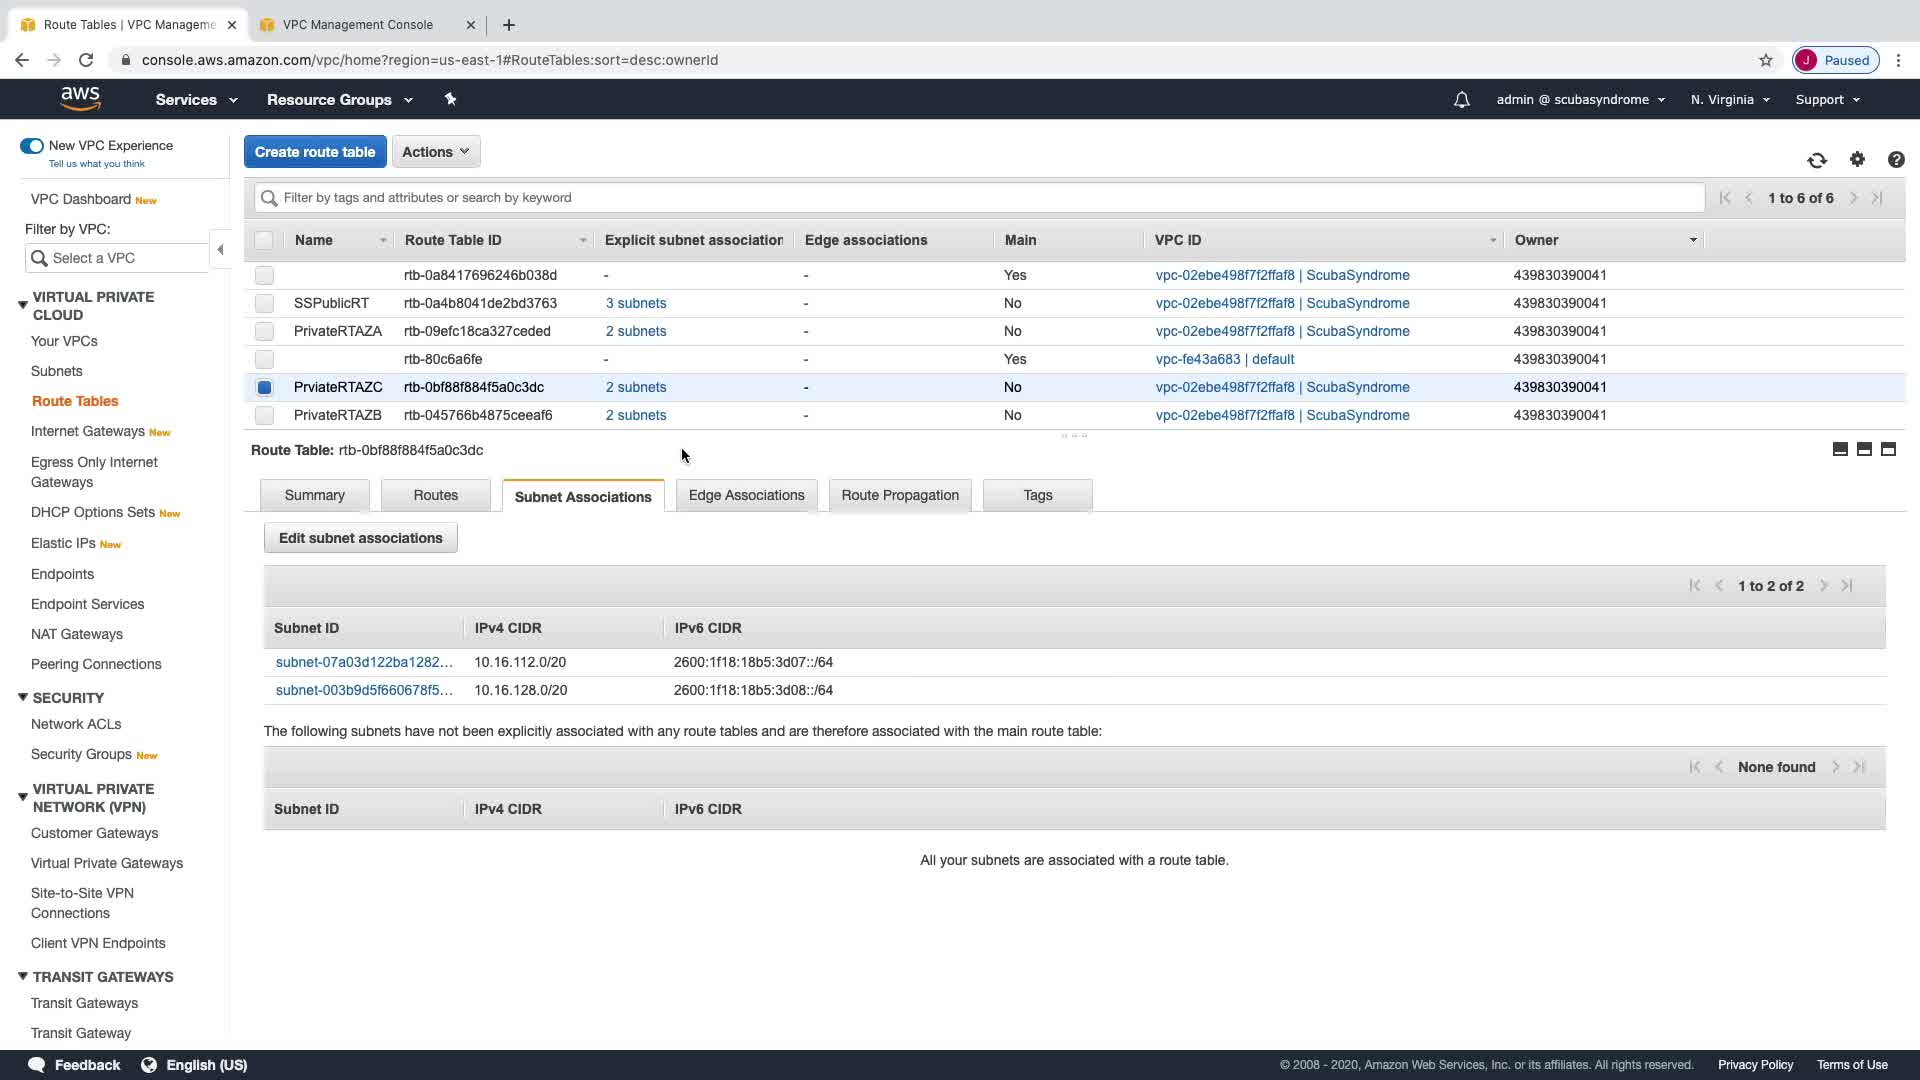 Route Tables | VPC Manageme
VPC Management Console
console.aws.amazon.com/vpc/home?region=us-east-1#RouteTables:sort=desc:ownerId
J Paused
aws
Services
Resource Groups
admin @ scubasyndrome
N. Virginia
Support
New VPC Experience
Tell us what you think
VPC Dashboard New
Filter by VPC:
Select a VPC
VIRTUAL PRIVATE
CLOUD
Your VPCs
Subnets
Route Tables
Internet Gateways New
Egress Only Internet
Gateways
DHCP Options Sets New
Elastic IPs New
Endpoints
Endpoint Services
NAT Gateways
Peering Connections
SECURITY
Network ACLs
Security Groups New
VIRTUAL PRIVATE
NETWORK (VPN)
Customer Gateways
Virtual Private Gateways
Site-to-Site VPN
Connections
Client VPN Endpoints
TRANSIT GATEWAYS
Transit Gateways
Transit Gateway
Create route table
Actions
Filter by tags and attributes or search by keyword
1 to 6 of 6
Name Route Table ID Explicit subnet association Edge associations Main VPC ID Owner
rtb-0a8417696246b038d - - Yes vpc-02ebe498f7f2ffaf8 | ScubaSyndrome 439830390041
SSPublicRT rtb-0a4b8041de2bd3763 3 subnets - No vpc-02ebe498f7f2ffaf8 | ScubaSyndrome 439830390041
PrivateRTAZA rtb-09efc18ca327ceded 2 subnets - No vpc-02ebe498f7f2ffaf8 | ScubaSyndrome 439830390041
rtb-80c6a6fe - - Yes vpc-fe43a683 | default 439830390041
PrviateRTAZC rtb-0bf88f884f5a0c3dc 2 subnets - No vpc-02ebe498f7f2ffaf8 | ScubaSyndrome 439830390041
PrivateRTAZB rtb-045766b4875ceeaf6 2 subnets - No vpc-02ebe498f7f2ffaf8 | ScubaSyndrome 439830390041
Route Table: rtb-0bf88f884f5a0c3dc
Summary
Routes
Subnet Associations
Edge Associations
Route Propagation
Tags
Edit subnet associations
1 to 2 of 2
Subnet ID IPv4 CIDR IPv6 CIDR
subnet-07a03d122ba1282... 10.16.112.0/20 2600:1f18:18b5:3d07::/64
subnet-003b9d5f660678f5... 10.16.128.0/20 2600:1f18:18b5:3d08::/64
The following subnets have not been explicitly associated with any route tables and are therefore associated with the main route table:
None found
Subnet ID IPv4 CIDR IPv6 CIDR
All your subnets are associated with a route table.
Feedback
English (US)
© 2008 - 2020, Amazon Web Services, Inc. or its affiliates. All rights reserved.
Privacy Policy
Terms of Use